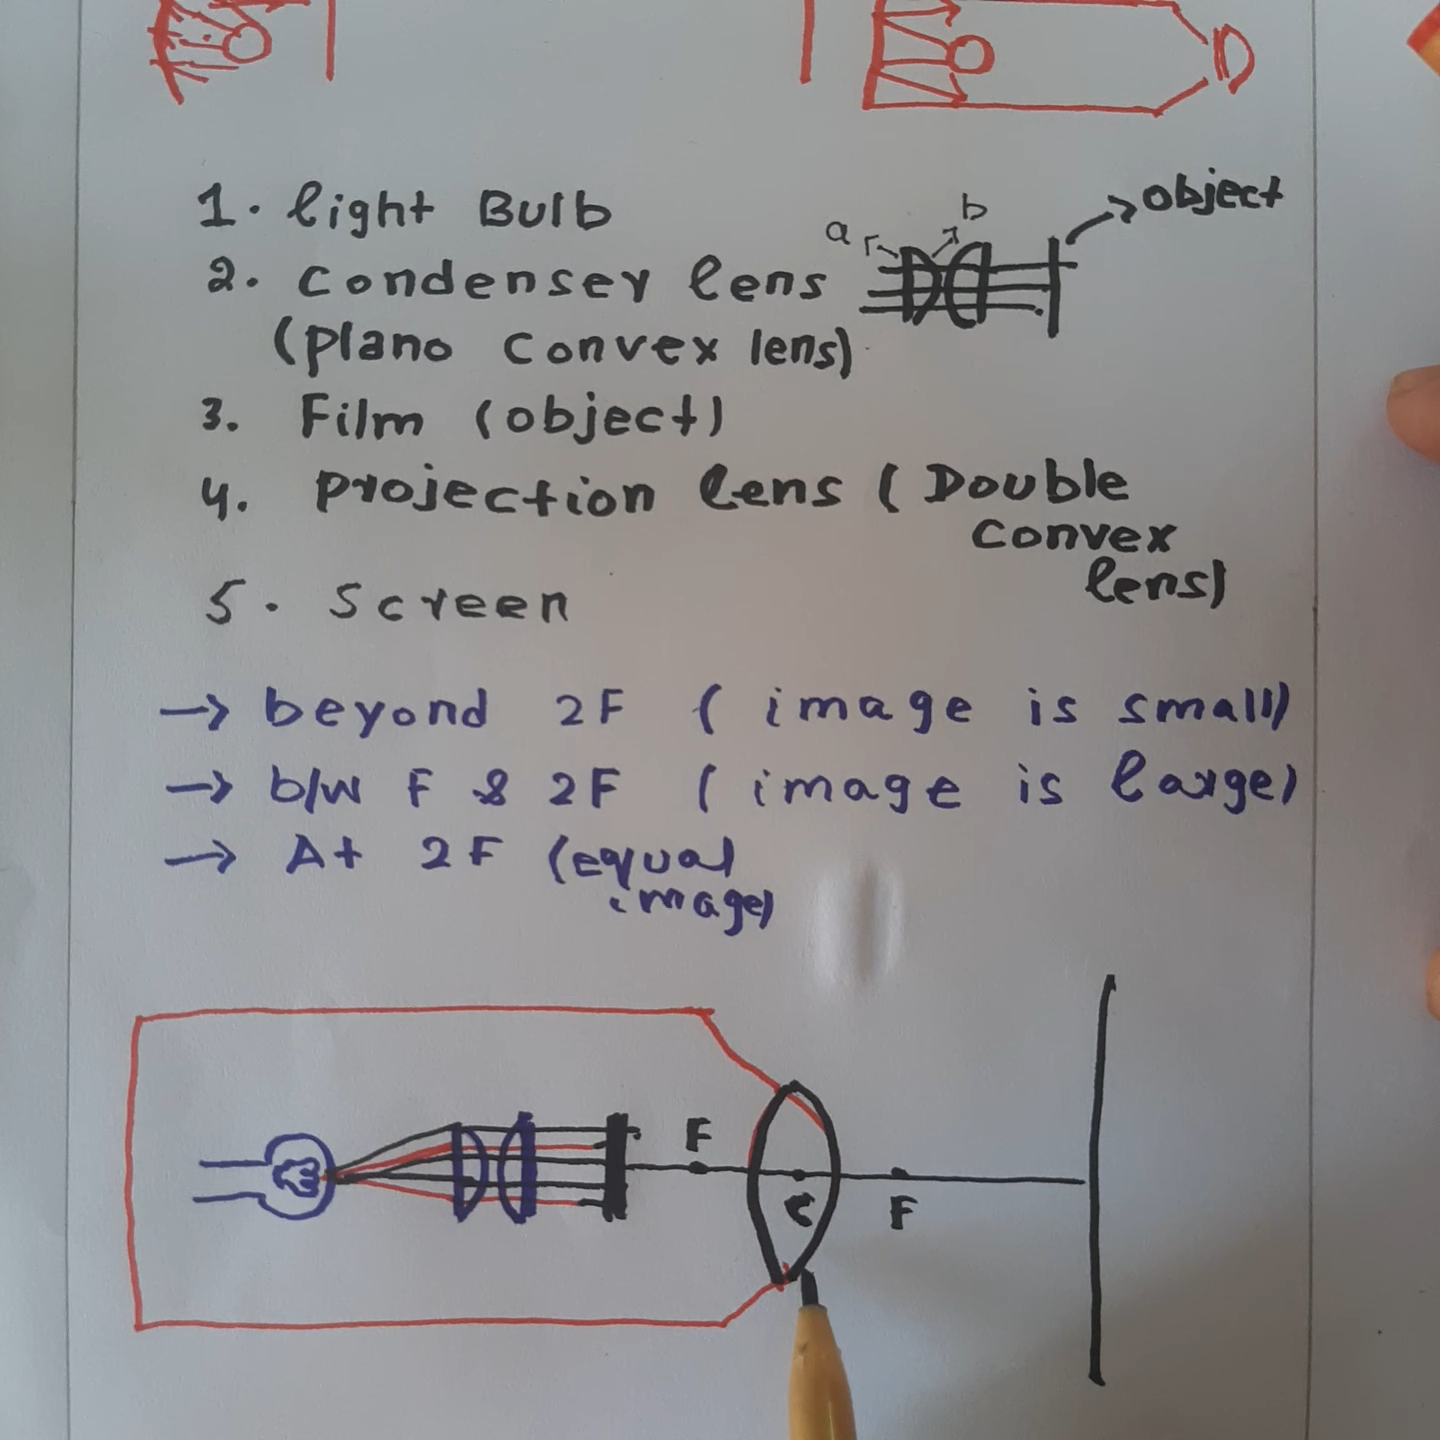 1. light Bulb
2. Condenser lens
(plano convex lens)
a
b
object
3. Film (object)
4. projection lens (Double
convex
lens)
5. Screen
→ beyond 2F (image is small)
→ b/w F & 2F (image is large)
→ At 2F (equal
image)
F
C
F